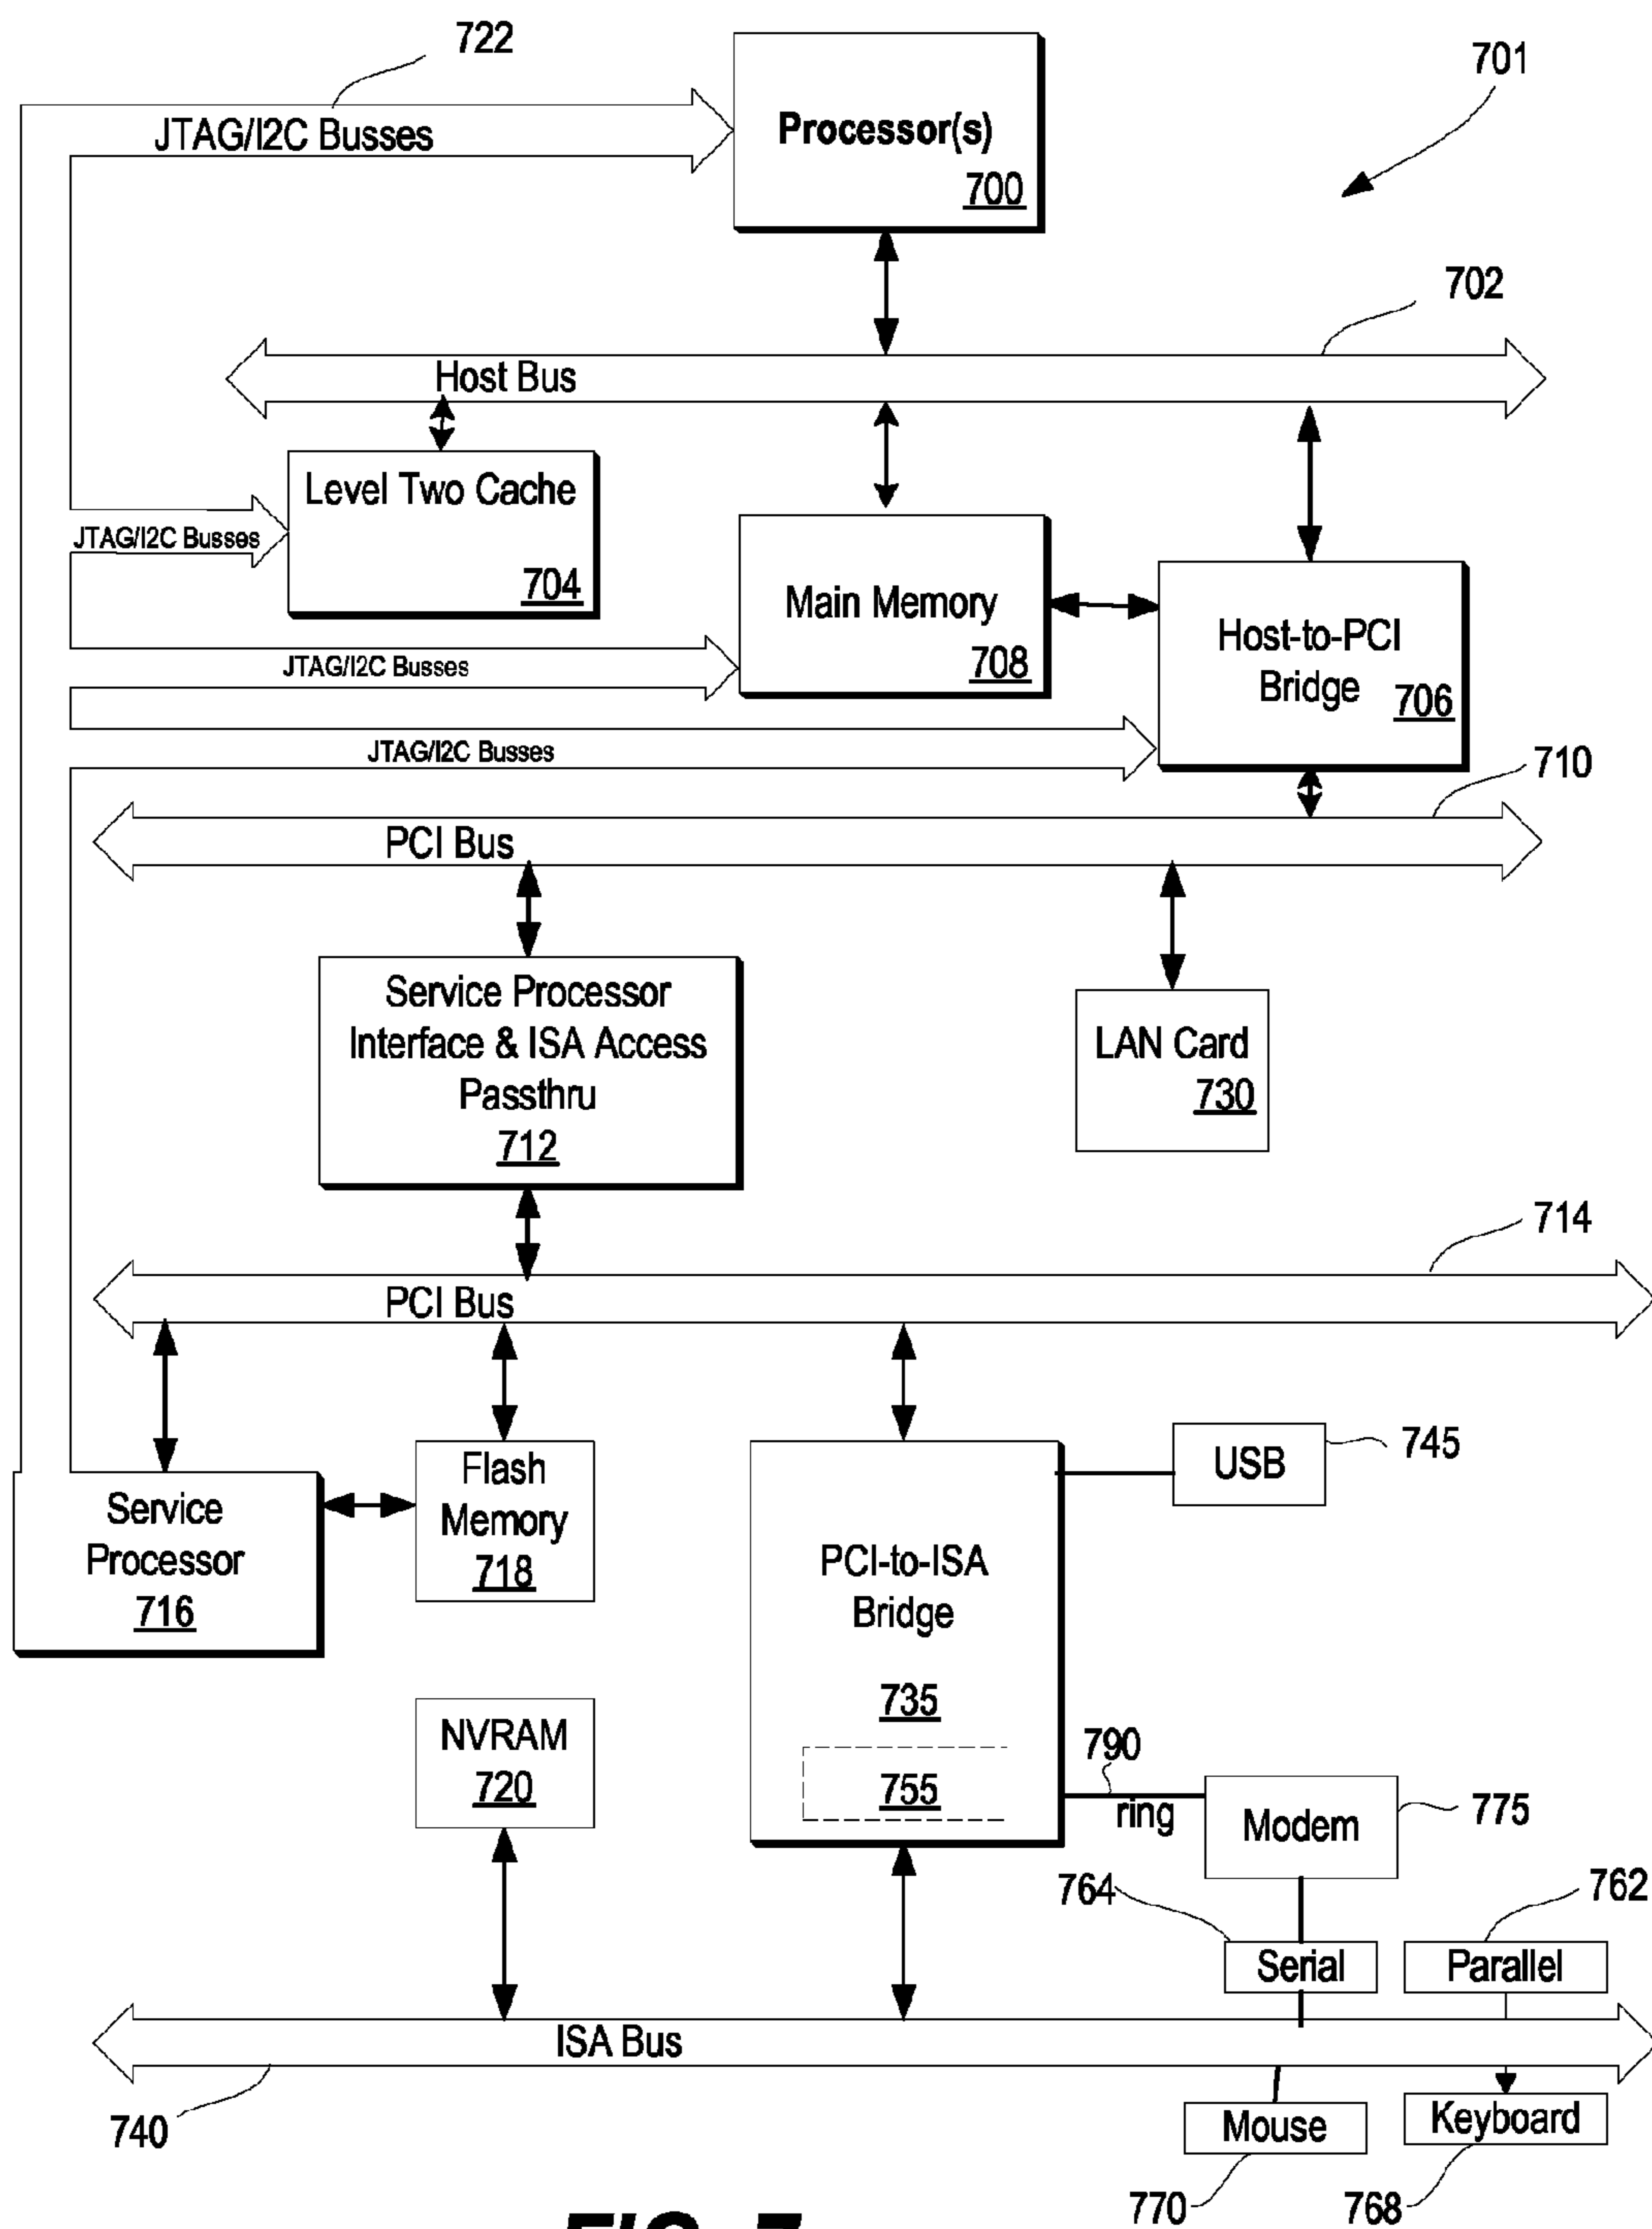 722
701
JTAG/I2C Busses
Processor(s)
700
702
Host Bus
Level Two Cache
704
JTAG/I2C Busses
Main Memory
708
Host-to-PCI
Bridge
706
JTAG/I2C Busses
JTAG/I2C Busses
710
PCI Bus
Service Processor
Interface & ISA Access
Passthru
712
LAN Card
730
714
PCI Bus
Service
Processor
716
Flash
Memory
718
PCI-to-ISA
Bridge
735
755
USB
745
NVRAM
720
790
ring
Modem
775
764
762
Serial
Parallel
ISA Bus
740
Mouse
Keyboard
770
768
FIG. 7